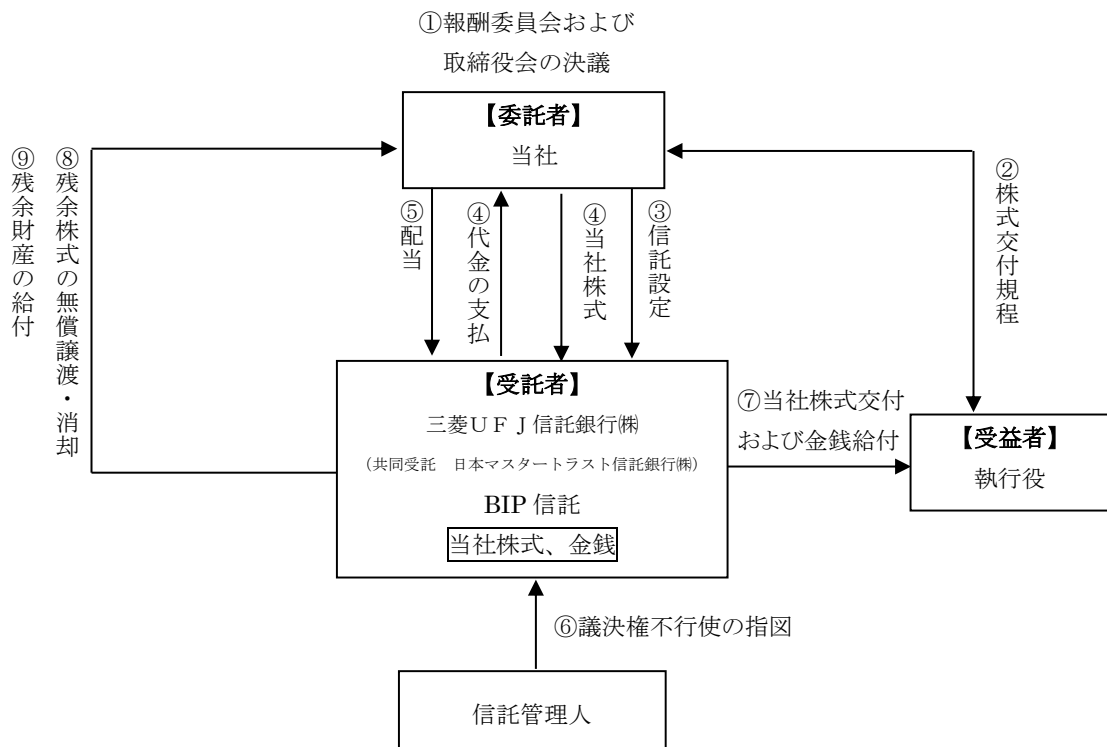 ①報酬委員会および
取締役会の決議
【委託者】
当社
⑨残余財産の給付
⑧残余株式の無償譲渡・消却
⑤配当
④代金の支払
④当社株式
③信託設定
②株式交付規程
【受託者】
三菱ＵＦＪ信託銀行㈱
（共同受託　日本マスタートラスト信託銀行㈱）
BIP 信託
当社株式、金銭
⑦当社株式交付
および金銭給付
【受益者】
執行役
⑥議決権不行使の指図
信託管理人